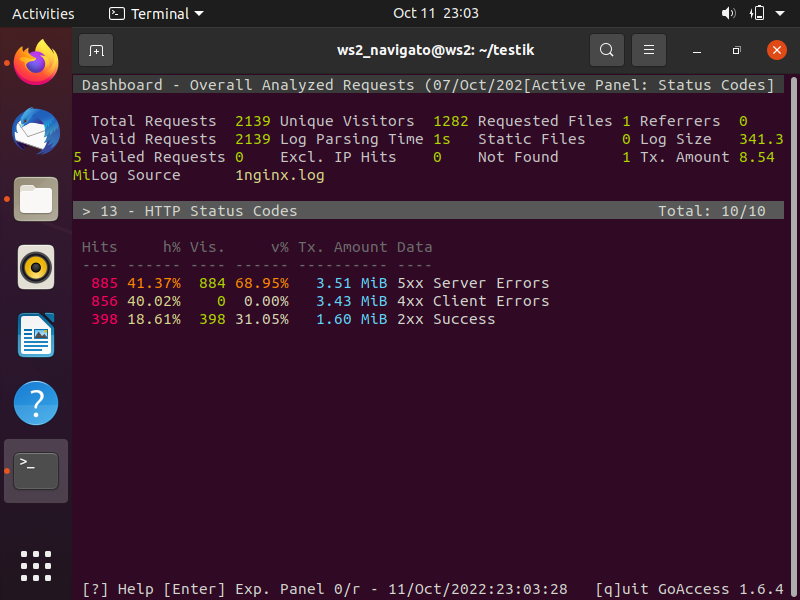 Activities Terminal Oct 11 23:03
ws2_navigato@ws2: ~/testik
Dashboard - Overall Analyzed Requests (07/Oct/202[Active Panel: Status Codes]
Total Requests 2139 Unique Visitors 1282 Requested Files 1 Referrers 0
Valid Requests 2139 Log Parsing Time 1s Static Files 0 Log Size 341.3
5 Failed Requests 0 Excl. IP Hits 0 Not Found 1 Tx. Amount 8.54
MiLog Source 1nginx.log
> 13 - HTTP Status Codes Total: 10/10
Hits h% Vis. v% Tx. Amount Data
---- ------ ---- ------ ---------- ----
885 41.37% 884 68.95% 3.51 MiB 5xx Server Errors
856 40.02% 0 0.00% 3.43 MiB 4xx Client Errors
398 18.61% 398 31.05% 1.60 MiB 2xx Success
[?] Help [Enter] Exp. Panel 0/r - 11/Oct/2022:23:03:28 [q]uit GoAccess 1.6.4